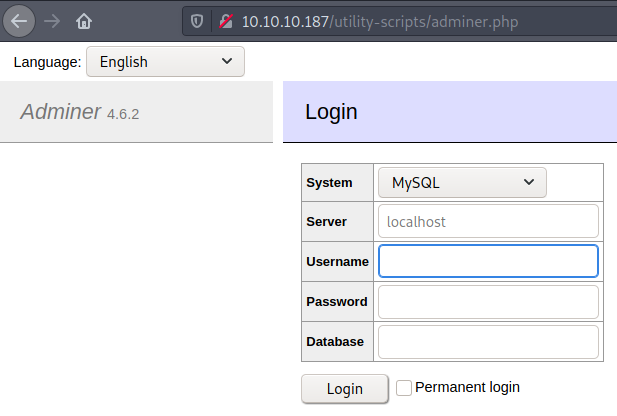 10.10.10.187/utility-scripts/adminer.php
Language: English
Adminer 4.6.2
Login
System MySQL
Server localhost
Username
Password
Database
Login Permanent login